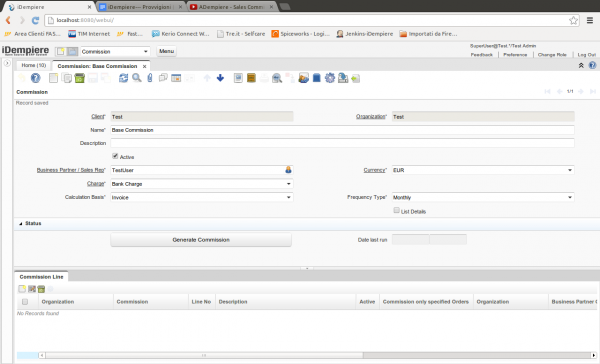 iDempiere
iDempiere — Provvigioni
ADempiere - Sales Comm
localhost:8080/webui/
Area Clienti FAS...
TIM Internet
Kerio Connect W...
Tre.it - Selfcare
Spiceworks - Logi...
Jenkins iDempiere
Importati da Fire...
iDempiere
Commission
Menu
SuperUser@Test.*/Test Admin
Feedback
Preference
Change Role
Log Out
Home (10)
Commission: Base Commission
Commission
1/1
Record saved
Client* Test
Organization* Test
Name* Base Commission
Description
Active
Business Partner / Sales Rep* TestUser
Currency* EUR
Charge* Bank Charge
Calculation Basis* Invoice
Frequency Type* Monthly
List Details
Status
Generate Commission
Date last run
Commission Line
Organization Commission Line No Description Active Commission only specified Orders Organization Business Partner
No Records found